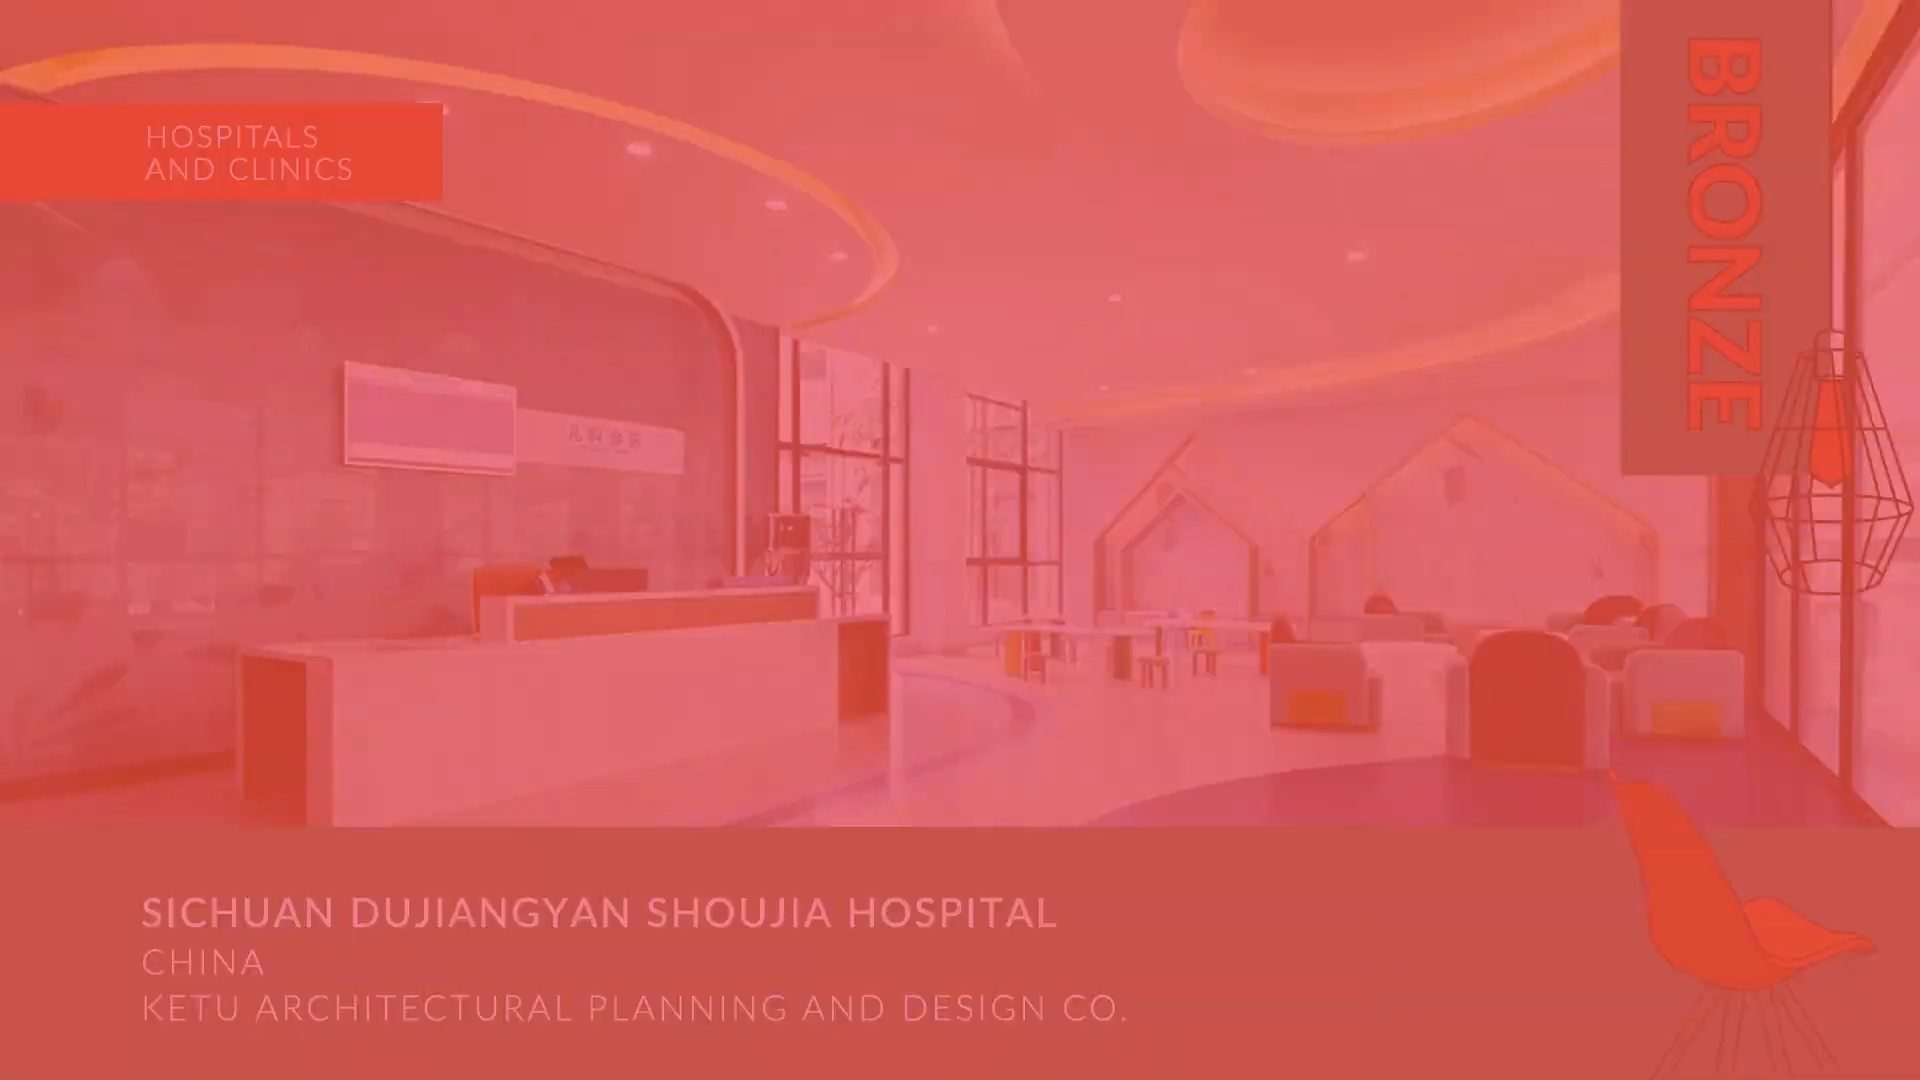 HOSPITALS
AND CLINICS
BRONZE
SICHUAN DUJIANGYAN SHOUJIA HOSPITAL
CHINA
KETU ARCHITECTURAL PLANNING AND DESIGN CO.